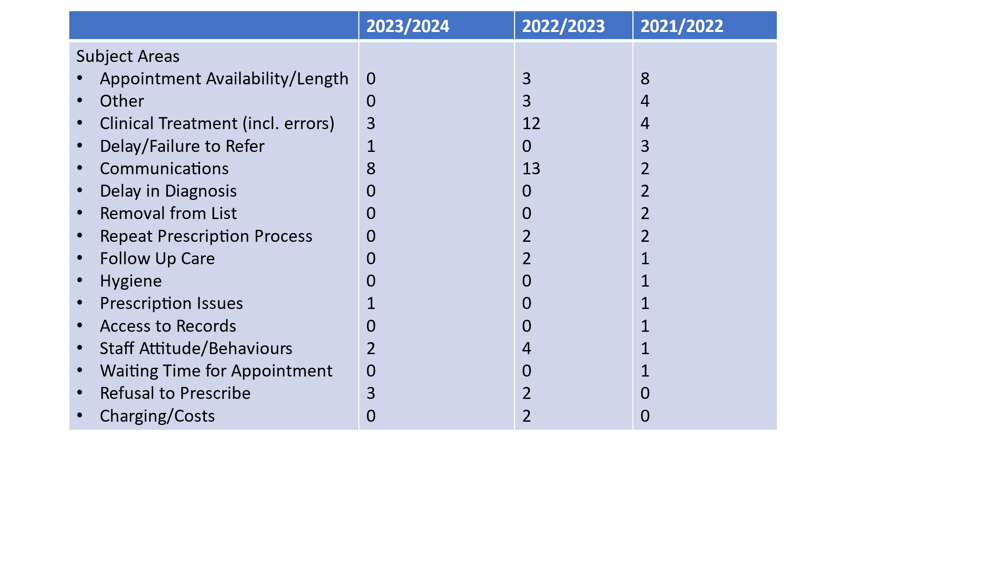 2023/2024 2022/2023 2021/2022
Subject Areas
• Appointment Availability/Length 0 3 8
• Other 0 3 4
• Clinical Treatment (incl. errors) 3 12 4
• Delay/Failure to Refer 1 0 3
• Communications 8 13 2
• Delay in Diagnosis 0 0 2
• Removal from List 0 0 2
• Repeat Prescription Process 0 2 2
• Follow Up Care 0 2 1
• Hygiene 0 0 1
• Prescription Issues 1 0 1
• Access to Records 0 0 1
• Staff Attitude/Behaviours 2 4 1
• Waiting Time for Appointment 0 0 1
• Refusal to Prescribe 3 2 0
• Charging/Costs 0 2 0